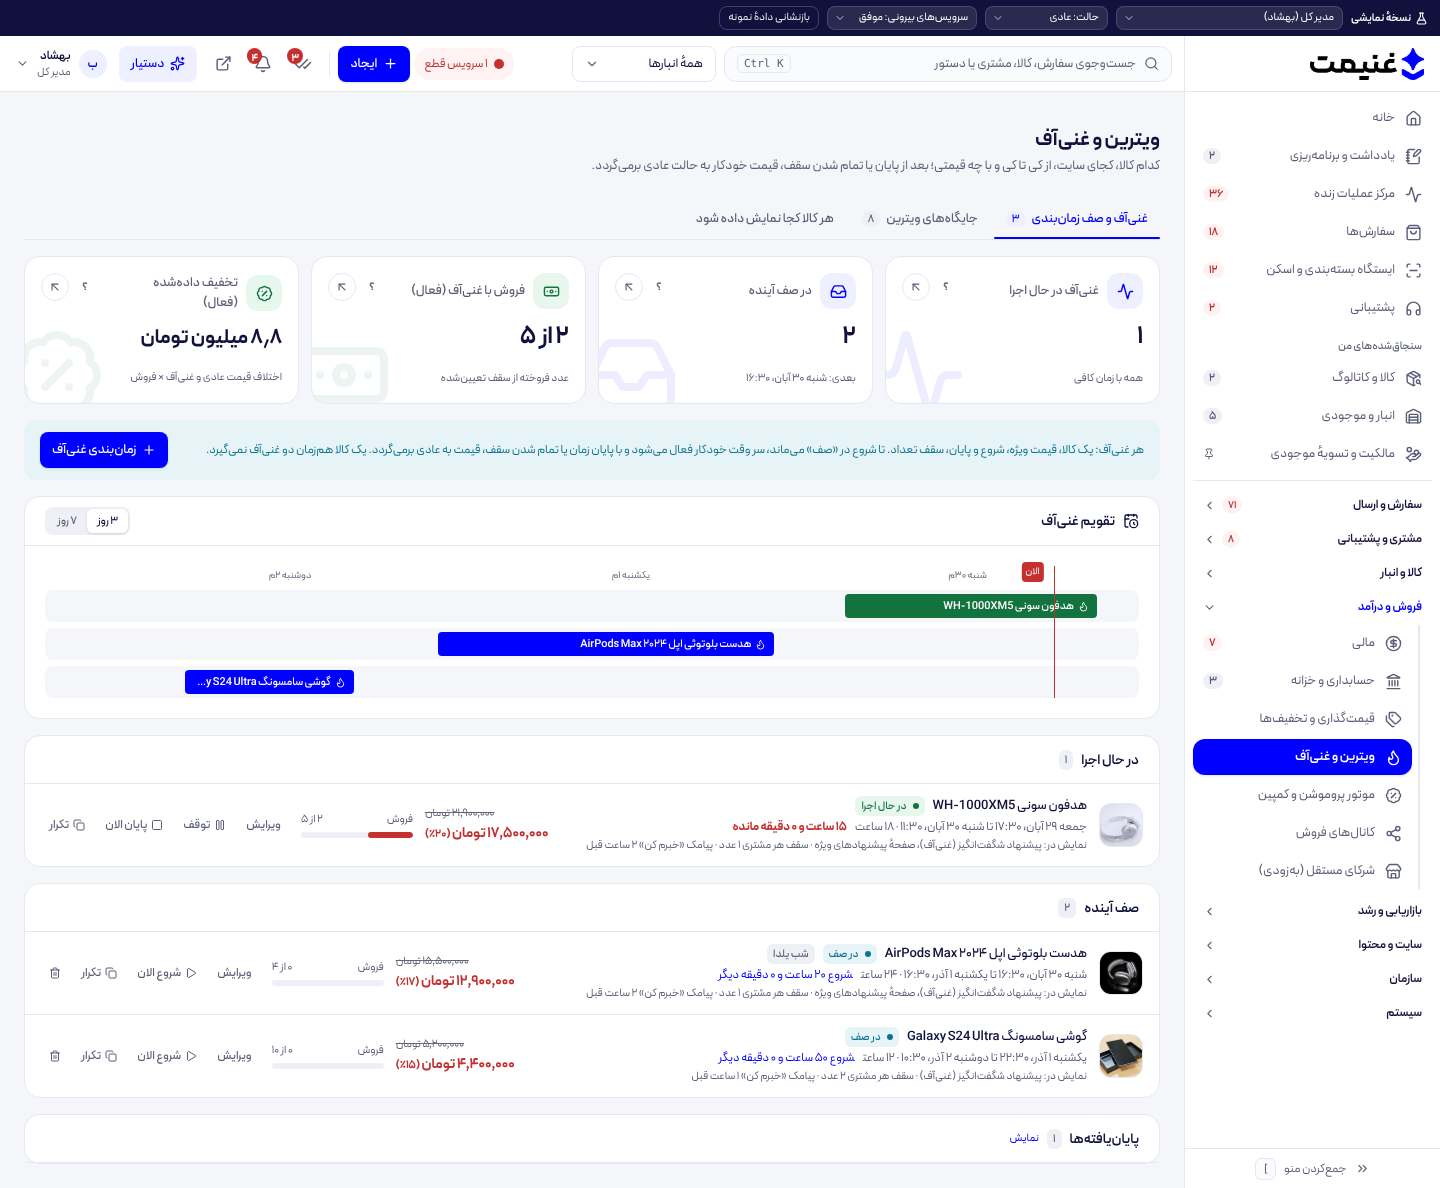 نسخهٔ نمایشی
مدیر کل (بهشاد)
حالت: عادی
سرویس‌های بیرونی: موفق
بازنشانی دادهٔ نمونه
غنیمت
جست‌وجوی سفارش، کالا، مشتری یا دستور
Ctrl K
همهٔ انبارها
۱ سرویس قطع
ایجاد
۳
۴
دستیار
ب
بهشاد
مدیر کل
خانه
یادداشت و برنامه‌ریزی ۲
مرکز عملیات زنده ۳۶
سفارش‌ها ۱۸
ایستگاه بسته‌بندی و اسکن ۱۲
پشتیبانی ۲
سنجاق‌شده‌های من
کالا و کاتالوگ ۲
انبار و موجودی ۵
مالکیت و تسویهٔ موجودی
سفارش و ارسال ۷۱
مشتری و پشتیبانی ۸
کالا و انبار
فروش و درآمد
مالی ۷
حسابداری و خزانه ۳
قیمت‌گذاری و تخفیف‌ها
ویترین و غنی‌آف
موتور پروموشن و کمپین
کانال‌های فروش
شرکای مستقل (به‌زودی)
بازاریابی و رشد
سایت و محتوا
سازمان
سیستم
جمع‌کردن منو [
ویترین و غنی‌آف
کدام کالا، کجای سایت، از کی تا کی و با چه قیمتی؛ بعد از پایان یا تمام شدن سقف، قیمت خودکار به حالت عادی برمی‌گردد.
غنی‌آف و صف زمان‌بندی ۳
جایگاه‌های ویترین ۸
هر کالا کجا نمایش داده شود
غنی‌آف در حال اجرا ؟
۱
همه با زمان کافی
در صف آینده ؟
۲
بعدی: شنبه ۳۰ آبان، ۱۶:۳۰
فروش با غنی‌آف (فعال) ؟
۲ از ۵
عدد فروخته از سقف تعیین‌شده
تخفیف داده‌شده (فعال) ؟
۸٫۸ میلیون تومان
اختلاف قیمت عادی و غنی‌آف × فروش
هر غنی‌آف: یک کالا، قیمت ویژه، شروع و پایان، سقف تعداد. تا شروع در «صف» می‌ماند، سر وقت خودکار فعال می‌شود و با پایان زمان یا تمام شدن سقف، قیمت به عادی برمی‌گردد. یک کالا هم‌زمان دو غنی‌آف نمی‌گیرد.
زمان‌بندی غنی‌آف
تقویم غنی‌آف
۳ روز
۷ روز
الان
شنبه ۳۰م
یکشنبه ۱م
دوشنبه ۲م
هدفون سونی WH-1000XM5
هدست بلوتوثی اپل AirPods Max ۲۰۲۴
گوشی سامسونگ y S24 Ultra...
در حال اجرا ۱
هدفون سونی WH-1000XM5 در حال اجرا
جمعه ۲۹ آبان، ۱۷:۳۰ تا شنبه ۳۰ آبان، ۱۱:۳۰ · ۱۸ ساعت ۱۵ ساعت و ۰ دقیقه مانده
نمایش در: پیشنهاد شگفت‌انگیز (غنی‌آف)، صفحهٔ پیشنهادهای ویژه · سقف هر مشتری ۱ عدد · پیامک «خبرم کن» ۲ ساعت قبل
۲۱,۹۰۰,۰۰۰ تومان
۱۷,۵۰۰,۰۰۰ تومان (۲۰٪)
فروش ۲ از ۵
ویرایش
توقف
پایان الان
تکرار
صف آینده ۲
هدست بلوتوثی اپل AirPods Max ۲۰۲۴ در صف شب یلدا
شنبه ۳۰ آبان، ۱۶:۳۰ تا یکشنبه ۱ آذر، ۱۶:۳۰ · ۲۴ ساعت شروع ۲۰ ساعت و ۰ دقیقه دیگر
نمایش در: پیشنهاد شگفت‌انگیز (غنی‌آف)، صفحهٔ پیشنهادهای ویژه · سقف هر مشتری ۱ عدد · پیامک «خبرم کن» ۲ ساعت قبل
۱۵,۵۰۰,۰۰۰ تومان
۱۲,۹۰۰,۰۰۰ تومان (۱۷٪)
فروش ۰ از ۴
ویرایش
شروع الان
تکرار
گوشی سامسونگ Galaxy S24 Ultra در صف
یکشنبه ۱ آذر، ۲۲:۳۰ تا دوشنبه ۲ آذر، ۱۰:۳۰ · ۱۲ ساعت شروع ۵۰ ساعت و ۰ دقیقه دیگر
نمایش در: پیشنهاد شگفت‌انگیز (غنی‌آف) · سقف هر مشتری ۲ عدد · پیامک «خبرم کن» ۱ ساعت قبل
۵,۲۰۰,۰۰۰ تومان
۴,۴۰۰,۰۰۰ تومان (۱۵٪)
فروش ۰ از ۱۰
ویرایش
شروع الان
تکرار
پایان‌یافته‌ها ۱ نمایش